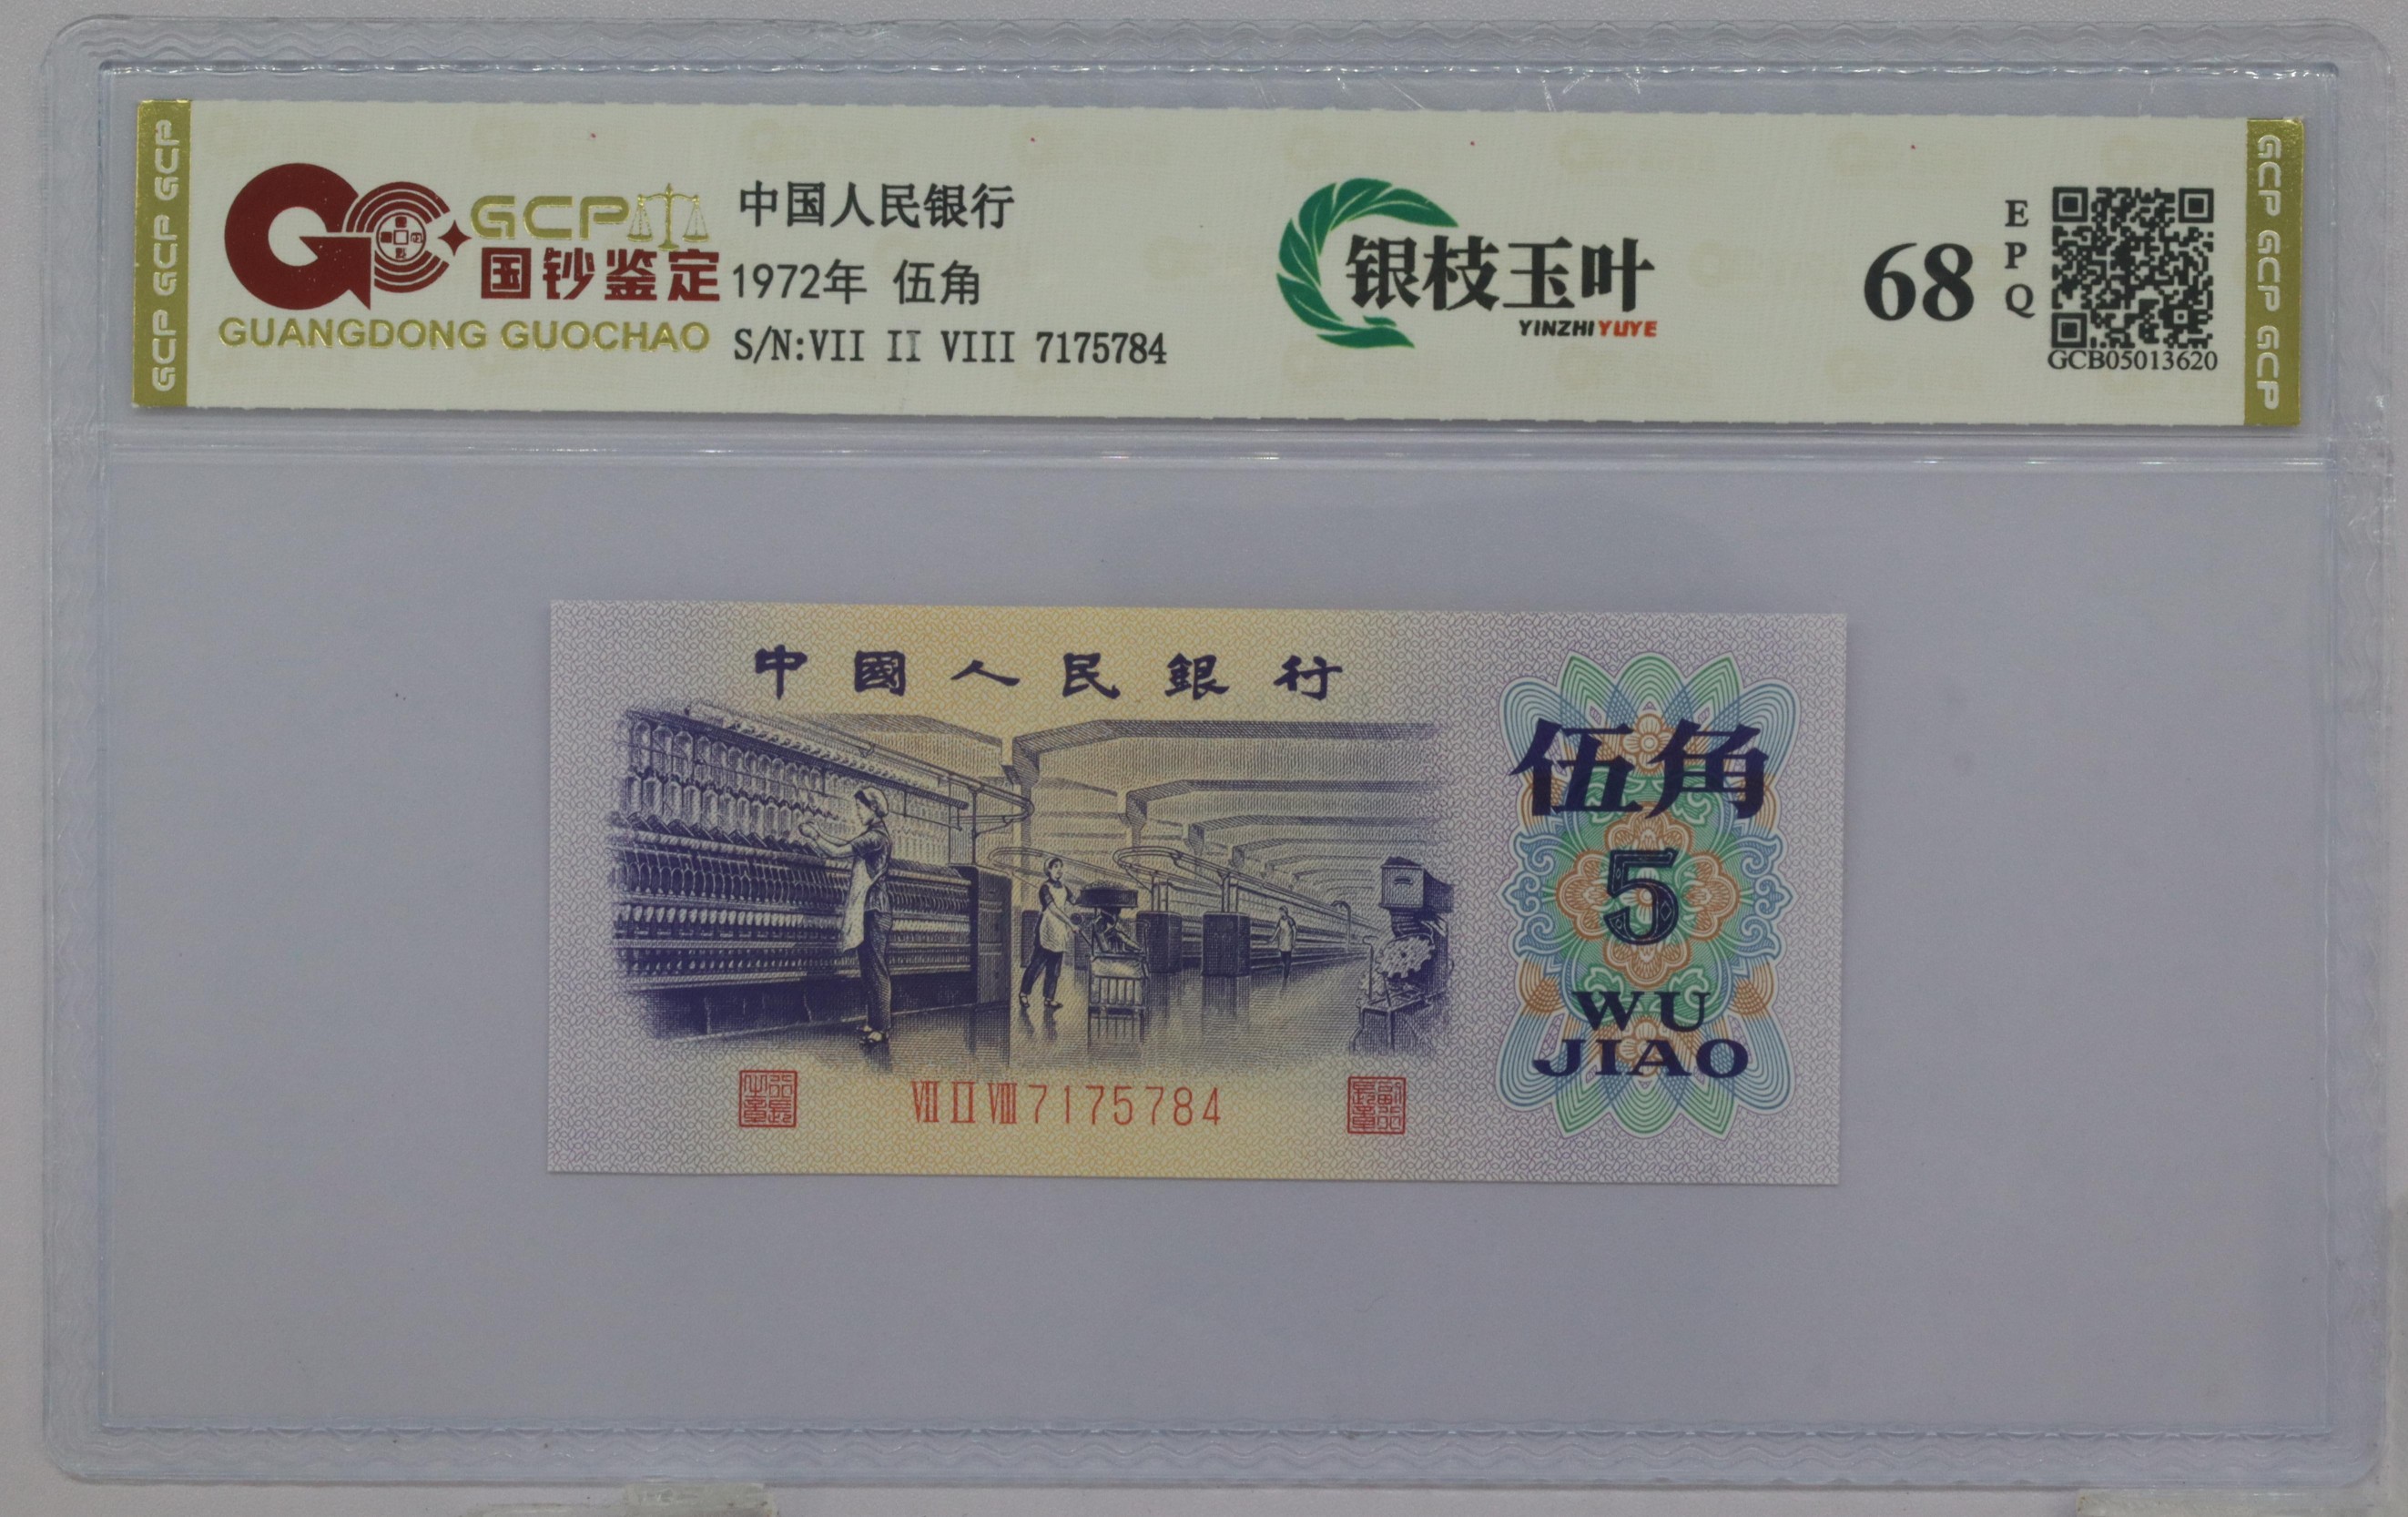 GCP GCP GCP
GCP
国钞鉴定
GUANGDONG GUOCHAO
中国人民银行
1972年 伍角
S/N:VII II VIII 7175784
银枝玉叶
YINZHIYUYE
68
EPQ
GCB05013620
GCP GCP GCP
中國人民銀行
伍角
5
WU
JIAO
VII II VIII 7175784